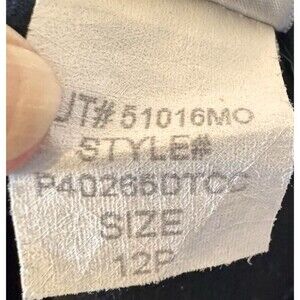 UT# 51016MO
STYLE#
P40265DTCC
SIZE
12P